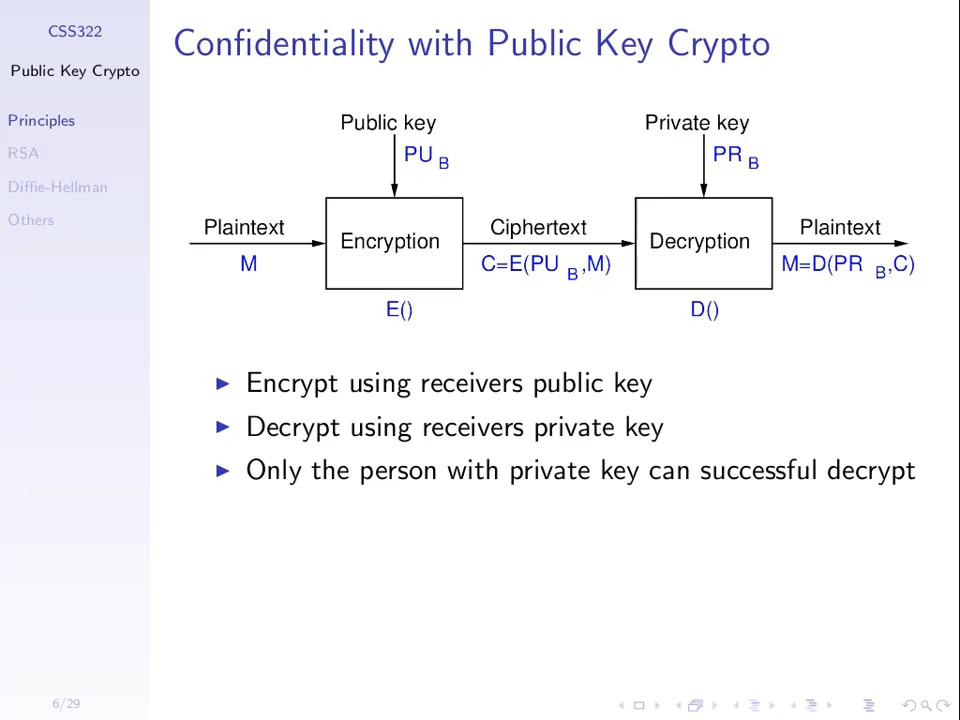 CSS322
Public Key Crypto
Principles
RSA
Diffie-Hellman
Others
6/29
Confidentiality with Public Key Crypto
Public key
PU B
Private key
PR B
Plaintext
M
Encryption
E()
Ciphertext
C=E(PU B,M)
Decryption
D()
Plaintext
M=D(PR B,C)
Encrypt using receivers public key
Decrypt using receivers private key
Only the person with private key can successful decrypt